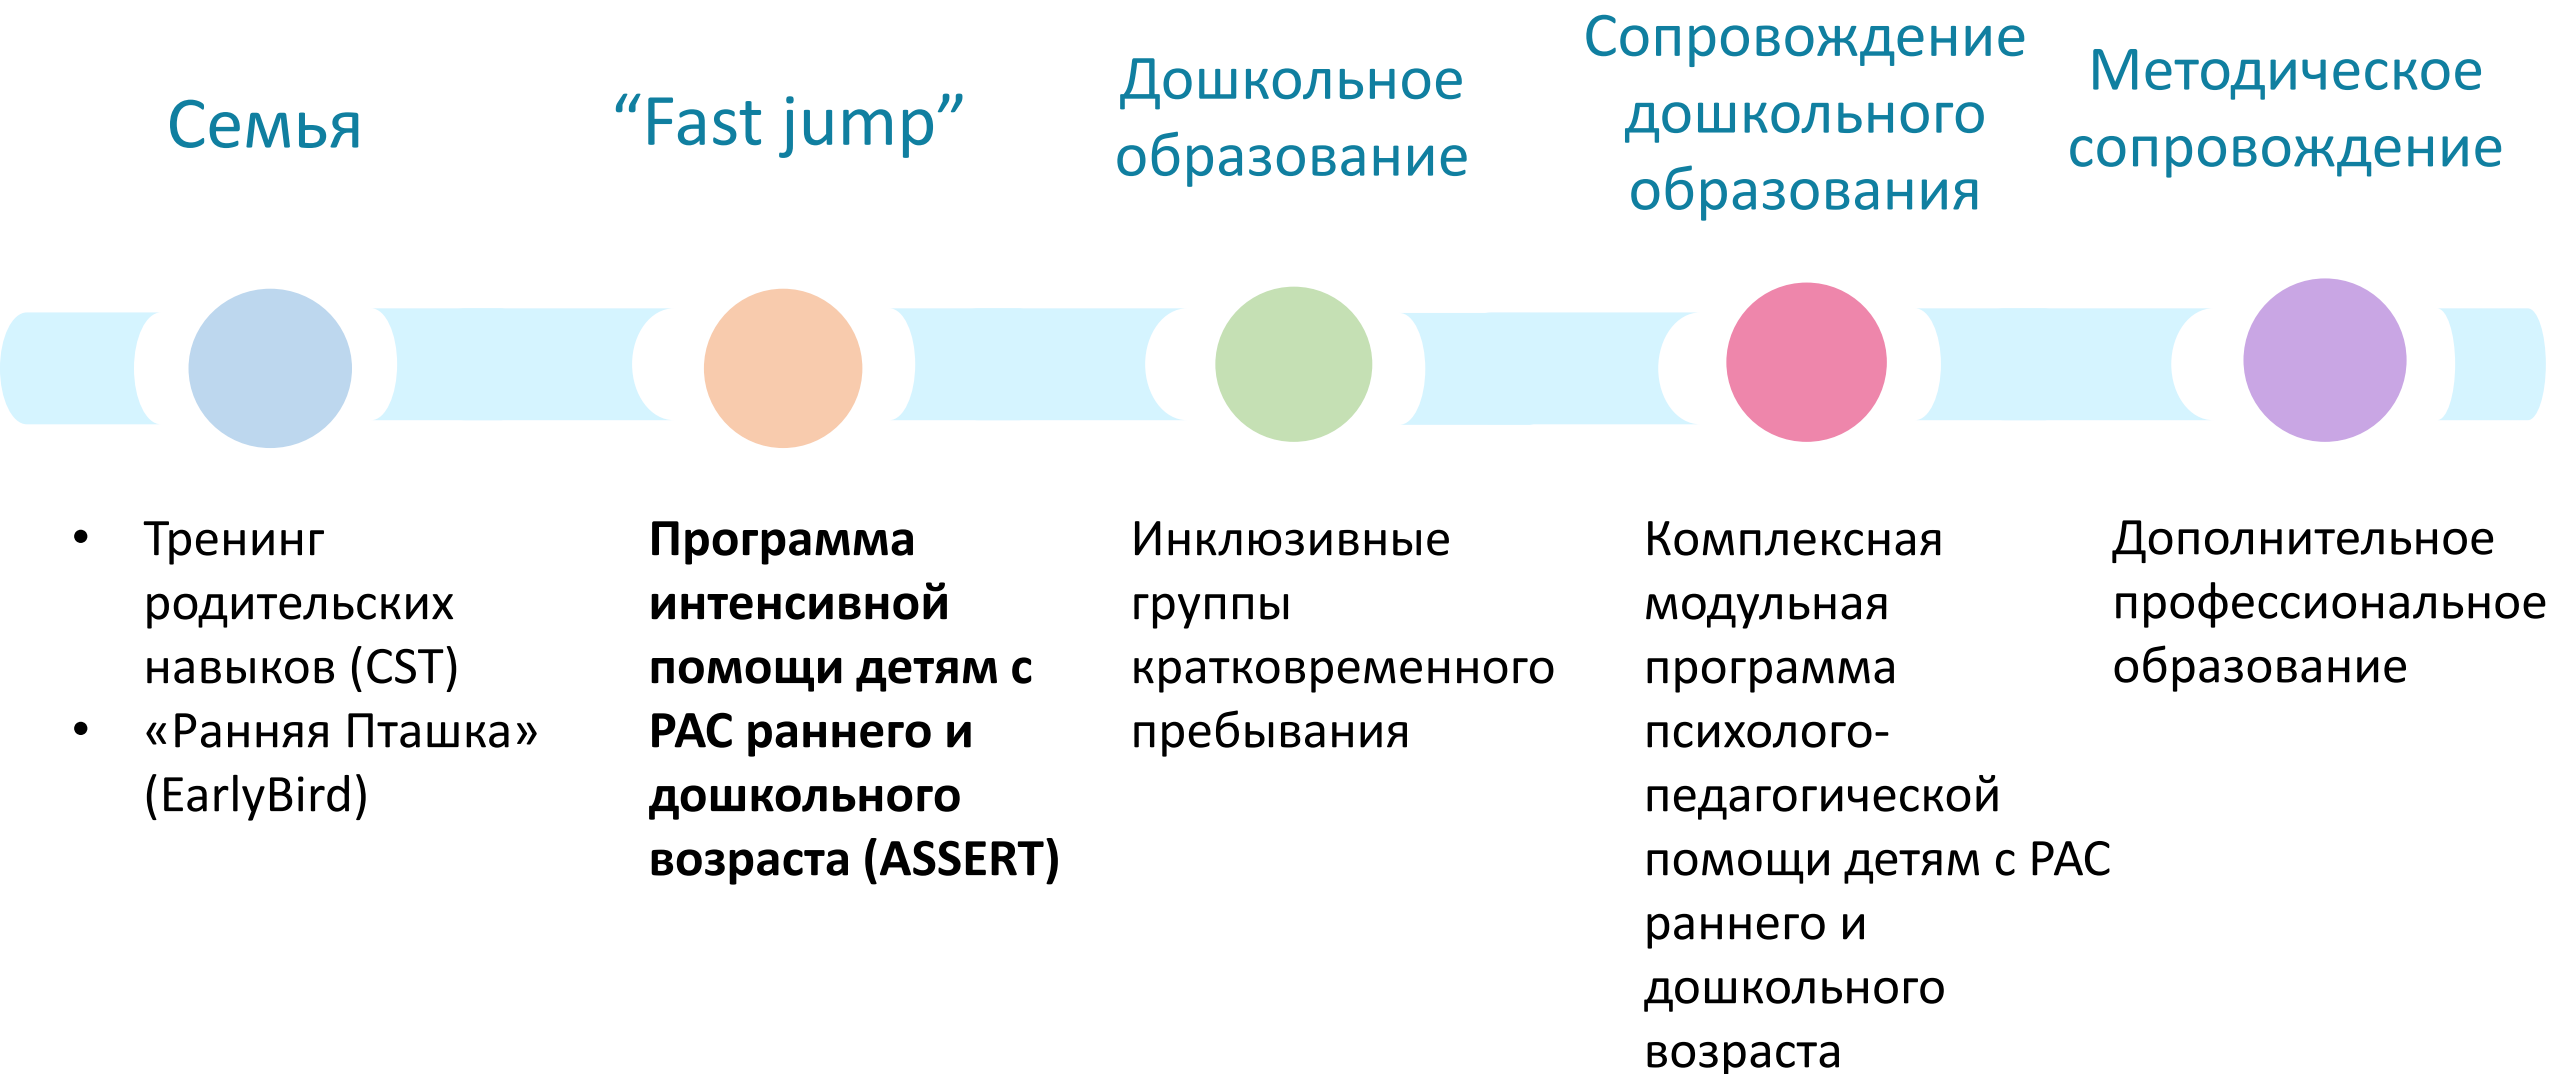 Семья
“Fast jump”
Дошкольное
образование
Сопровождение
дошкольного
образования
Методическое
сопровождение
• Тренинг
родительских
навыков (CST)
• «Ранняя Пташка»
(EarlyBird)
Программа
интенсивной
помощи детям с
РАС раннего и
дошкольного
возраста (ASSERT)
Инклюзивные
группы
кратковременного
пребывания
Комплексная
модульная
программа
психолого-
педагогической
помощи детям с РАС
раннего и
дошкольного
возраста
Дополнительное
профессиональное
образование